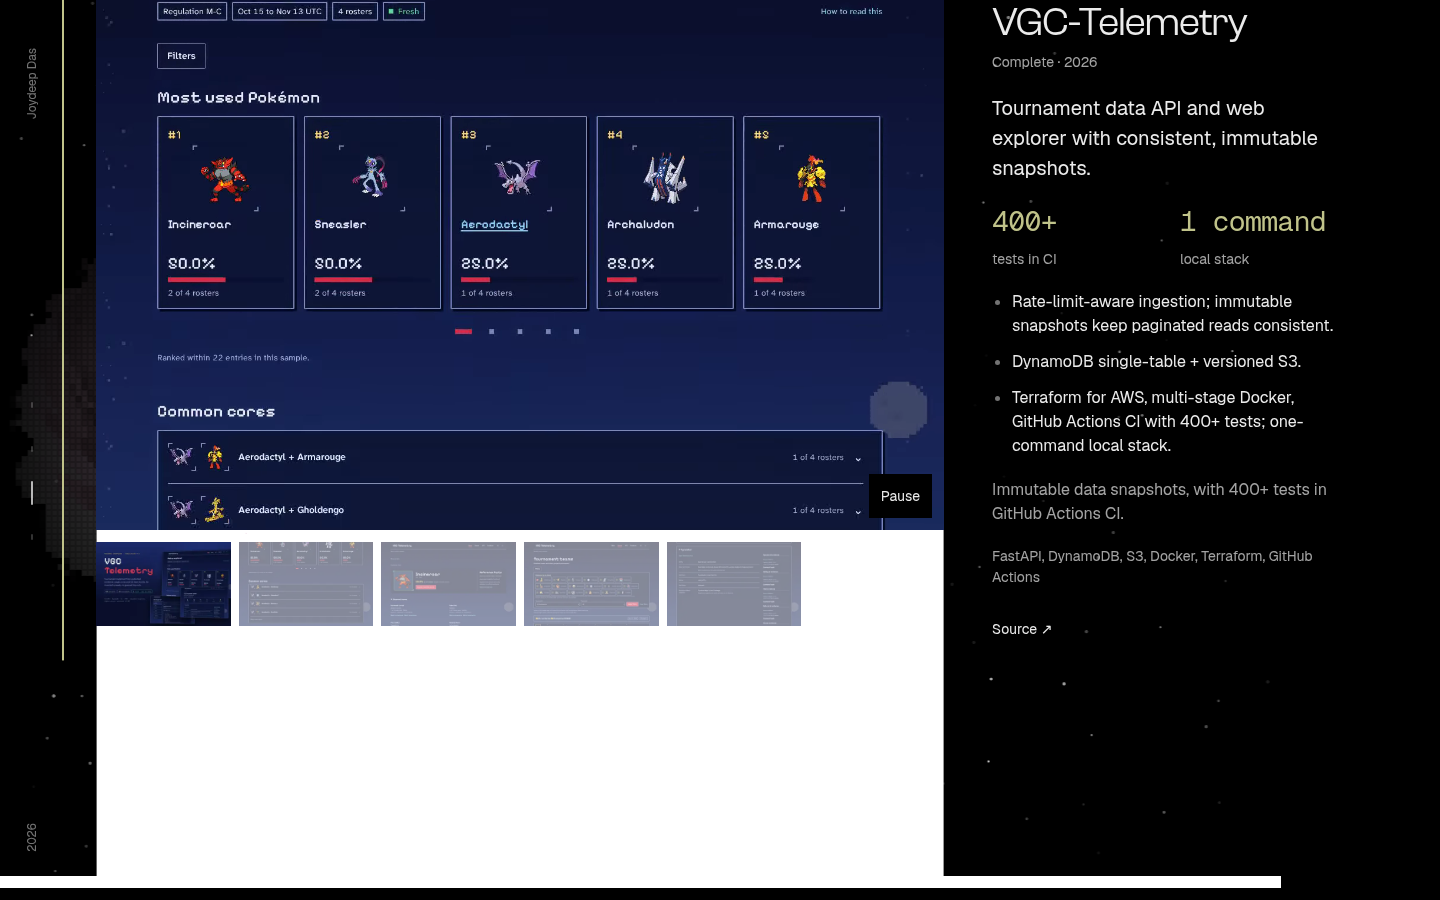 Joydeep Das
2026
Regulation M-C
Oct 15 to Nov 13 UTC
4 rosters
Fresh
How to read this
Filters
Most used Pokémon
#1
Incineroar
50.0%
2 of 4 rosters
#2
Sneasler
50.0%
2 of 4 rosters
#3
Aerodactyl
25.0%
1 of 4 rosters
#4
Archaludon
25.0%
1 of 4 rosters
#5
Armarouge
25.0%
1 of 4 rosters
Ranked within 22 entries in this sample.
Common cores
Aerodactyl + Armarouge
1 of 4 rosters
Aerodactyl + Gholdengo
1 of 4 rosters
Pause
VGC
Telemetry
VGC-Telemetry
Complete · 2026
Tournament data API and web
explorer with consistent, immutable
snapshots.
400+
tests in CI
1 command
local stack
Rate-limit-aware ingestion; immutable
snapshots keep paginated reads consistent.
DynamoDB single-table + versioned S3.
Terraform for AWS, multi-stage Docker,
GitHub Actions CI with 400+ tests; one-
command local stack.
Immutable data snapshots, with 400+ tests in
GitHub Actions CI.
FastAPI, DynamoDB, S3, Docker, Terraform, GitHub
Actions
Source ↗